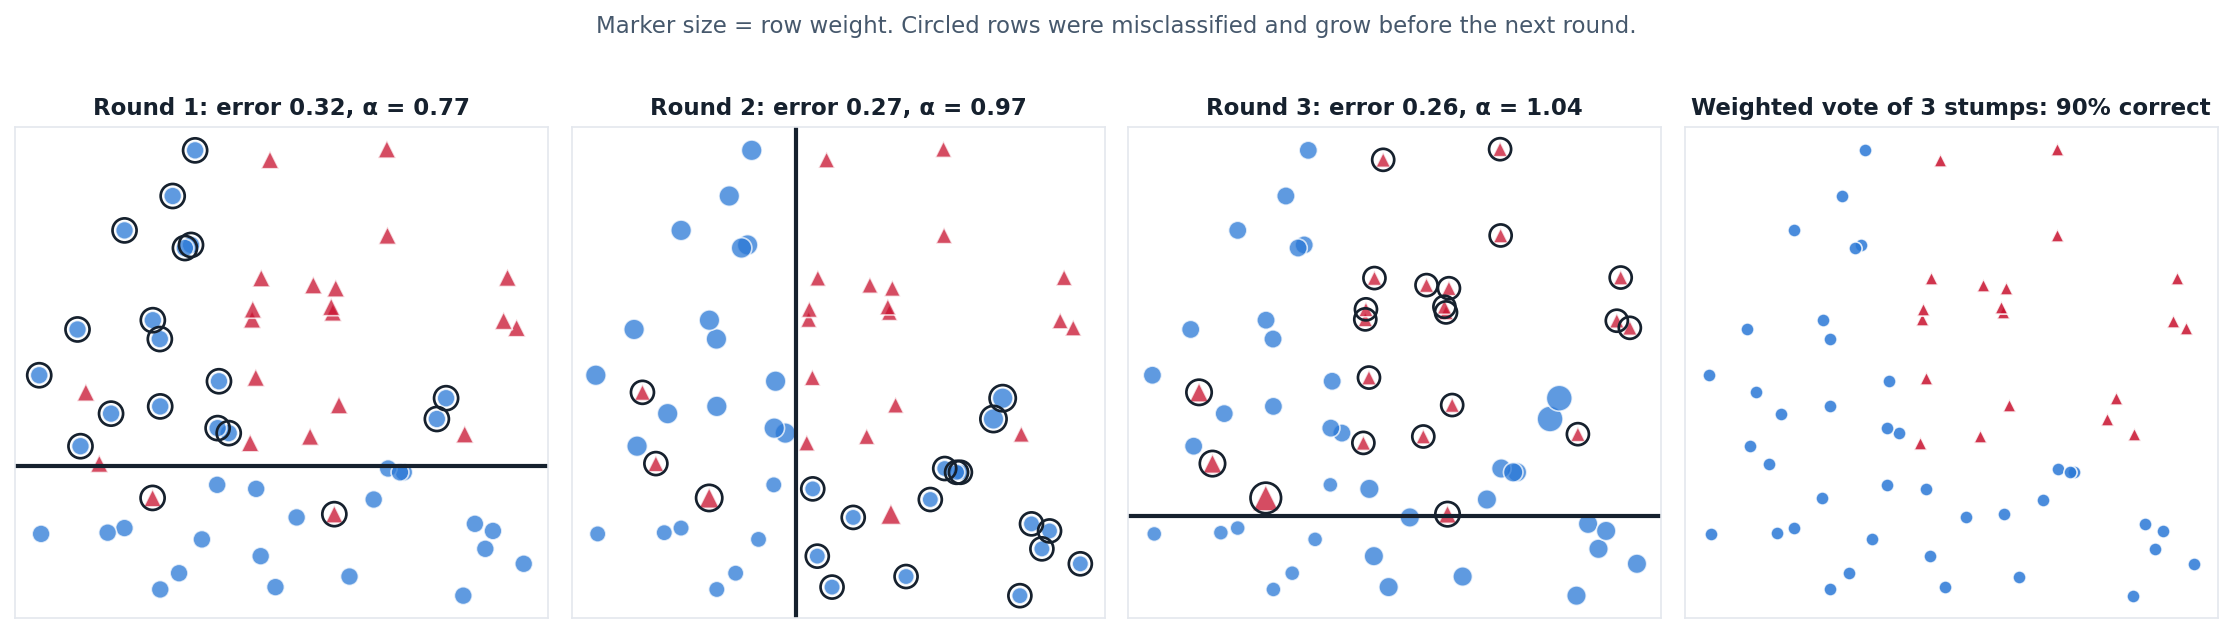 Marker size = row weight. Circled rows were misclassified and grow before the next round.
Round 1: error 0.32, α = 0.77
Round 2: error 0.27, α = 0.97
Round 3: error 0.26, α = 1.04
Weighted vote of 3 stumps: 90% correct